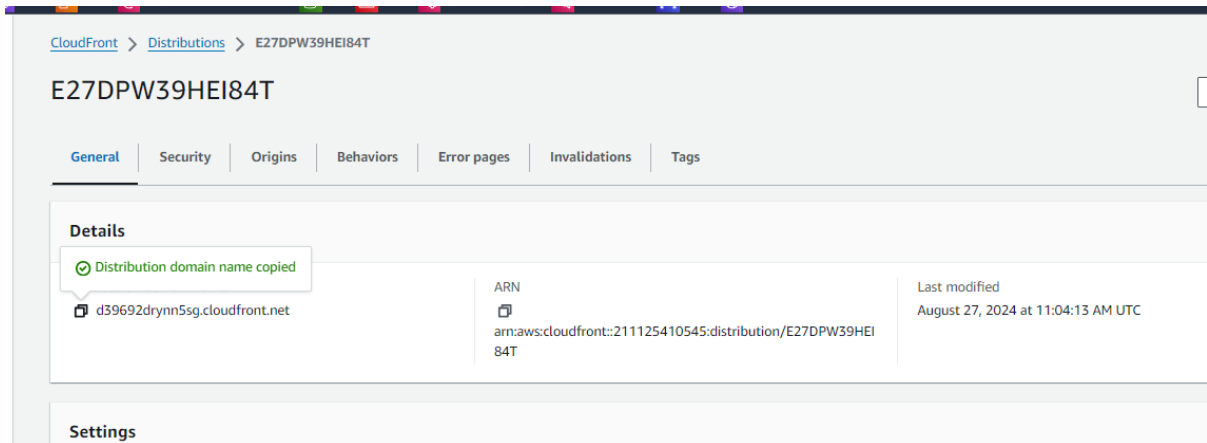 CloudFront > Distributions > E27DPW39HEI84T
E27DPW39HEI84T
General Security Origins Behaviors Error pages Invalidations Tags
Details
Distribution domain name copied
d39692drynn5sg.cloudfront.net
ARN
arn:aws:cloudfront::211125410545:distribution/E27DPW39HEI
84T
Last modified
August 27, 2024 at 11:04:13 AM UTC
Settings